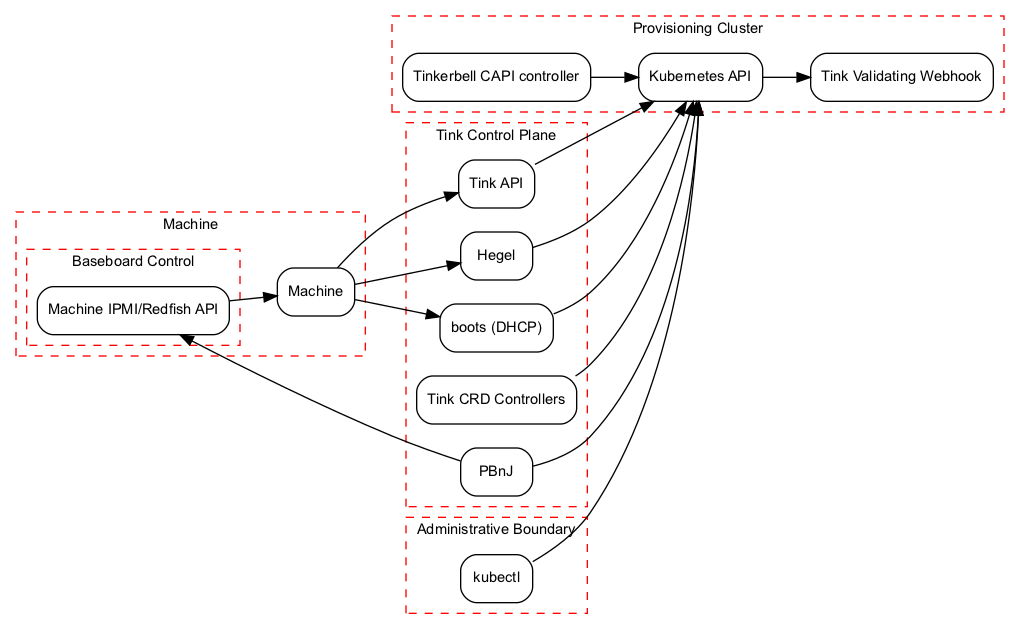 Provisioning Cluster
Tinkerbell CAPI controller
Kubernetes API
Tink Validating Webhook
Tink Control Plane
Tink API
Machine
Hegel
Baseboard Control
Machine
Machine IPMI/Redfish API
boots (DHCP)
Tink CRD Controllers
PBnJ
Administrative Boundary
kubectl